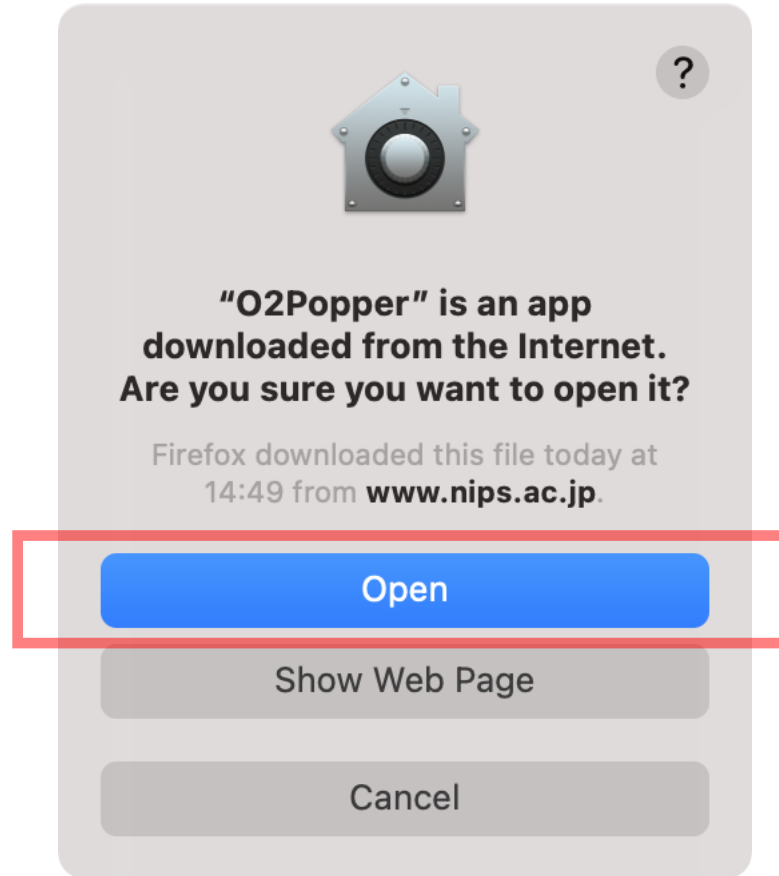 ?
“O2Popper” is an app
downloaded from the Internet.
Are you sure you want to open it?
Firefox downloaded this file today at
14:49 from www.nips.ac.jp.
Open
Show Web Page
Cancel